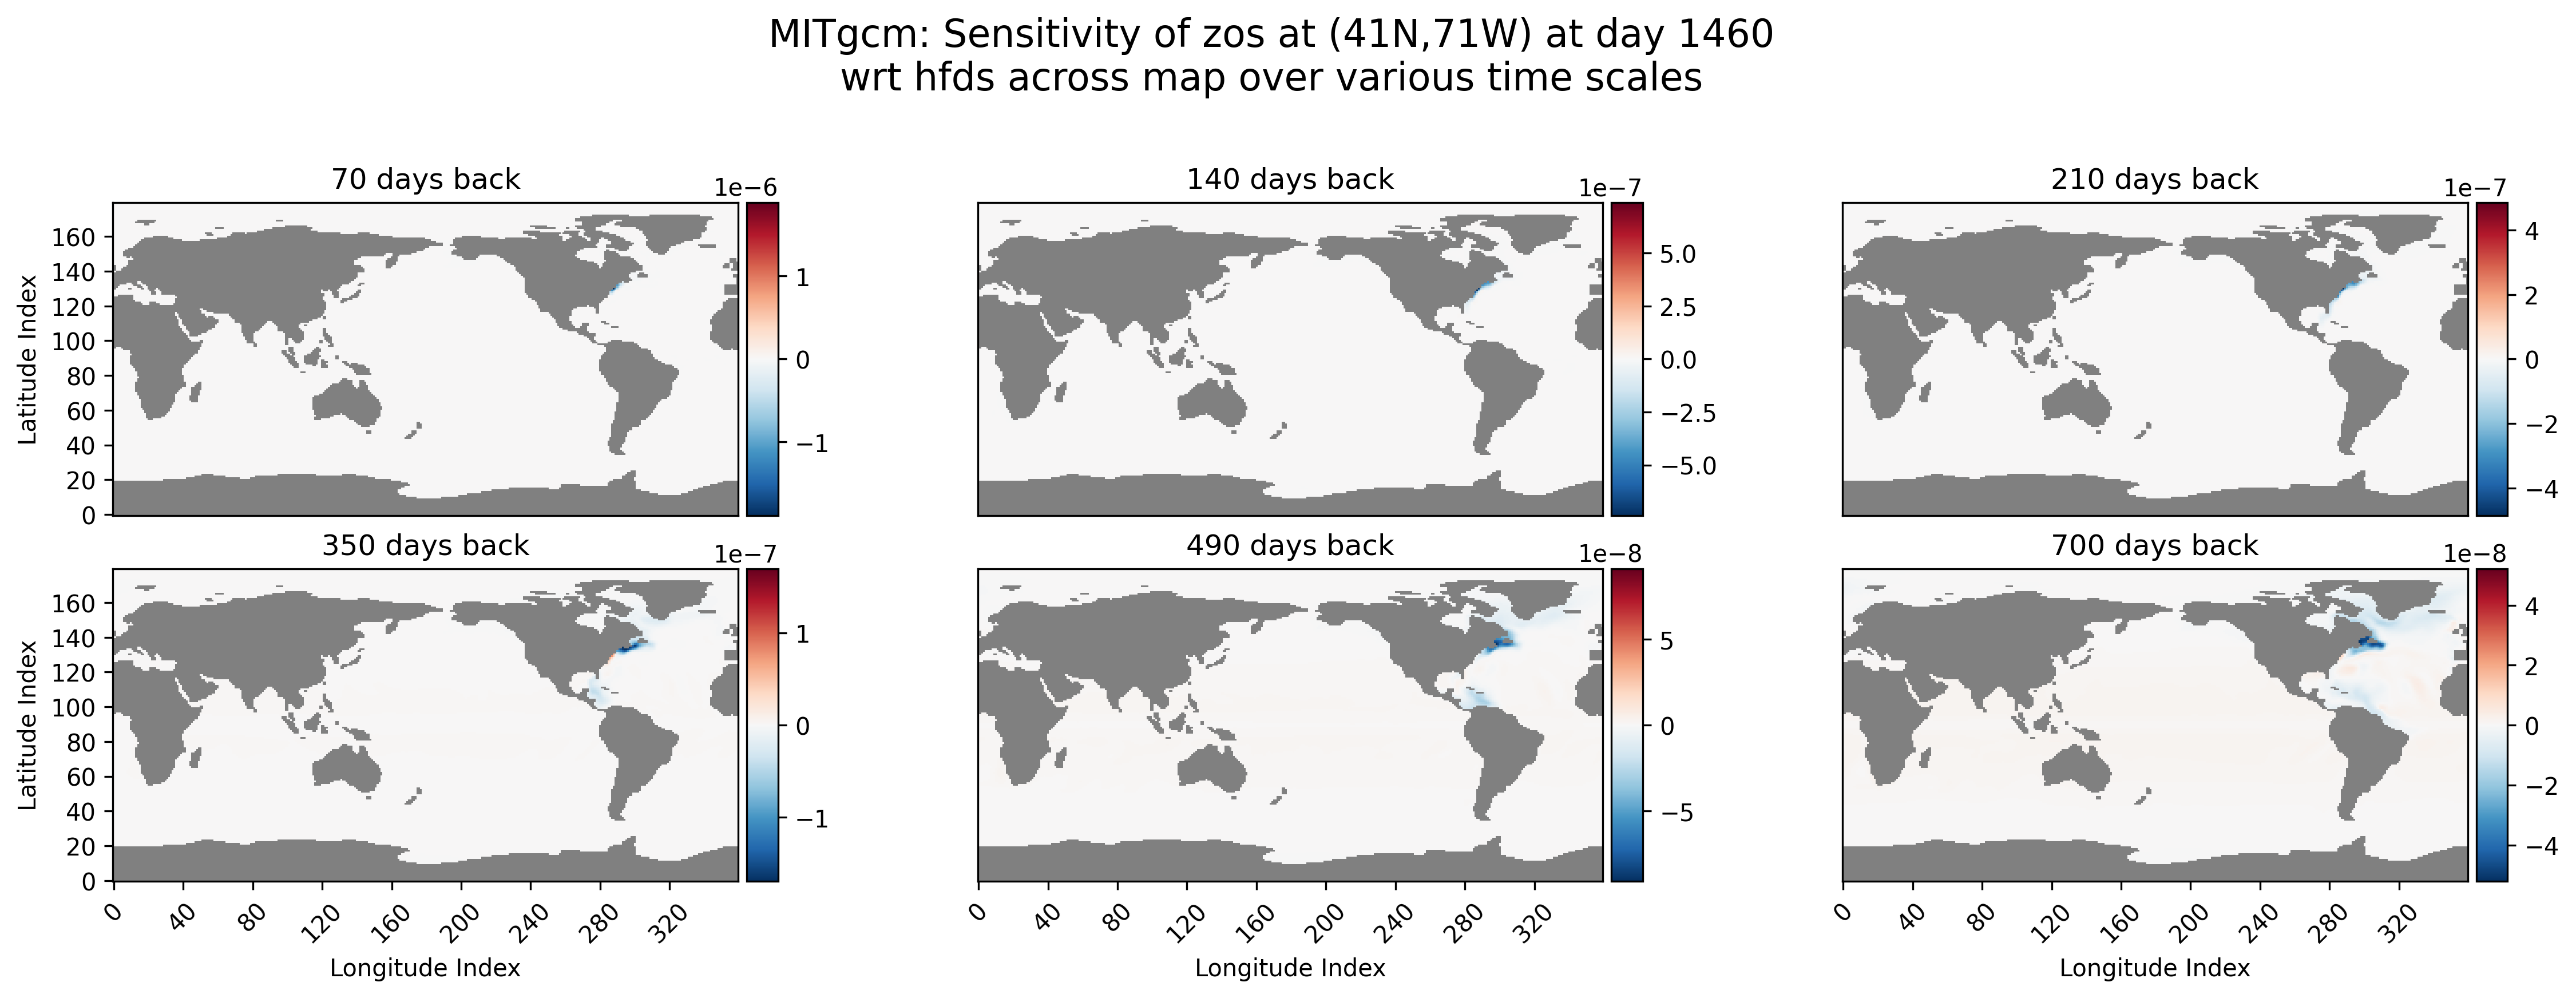 MITgcm: Sensitivity of zos at (41N,71W) at day 1460
wrt hfds across map over various time scales
70 days back
1e−6
140 days back
1e−7
210 days back
1e−7
Latitude Index
160
140
120
100
80
60
40
20
0
1
0
−1
5.0
2.5
0.0
−2.5
−5.0
4
2
0
−2
−4
350 days back
1e−7
490 days back
1e−8
700 days back
1e−8
Latitude Index
160
140
120
100
80
60
40
20
0
1
0
−1
5
0
−5
4
2
0
−2
−4
0 40 80 120 160 200 240 280 320
0 40 80 120 160 200 240 280 320
0 40 80 120 160 200 240 280 320
Longitude Index
Longitude Index
Longitude Index